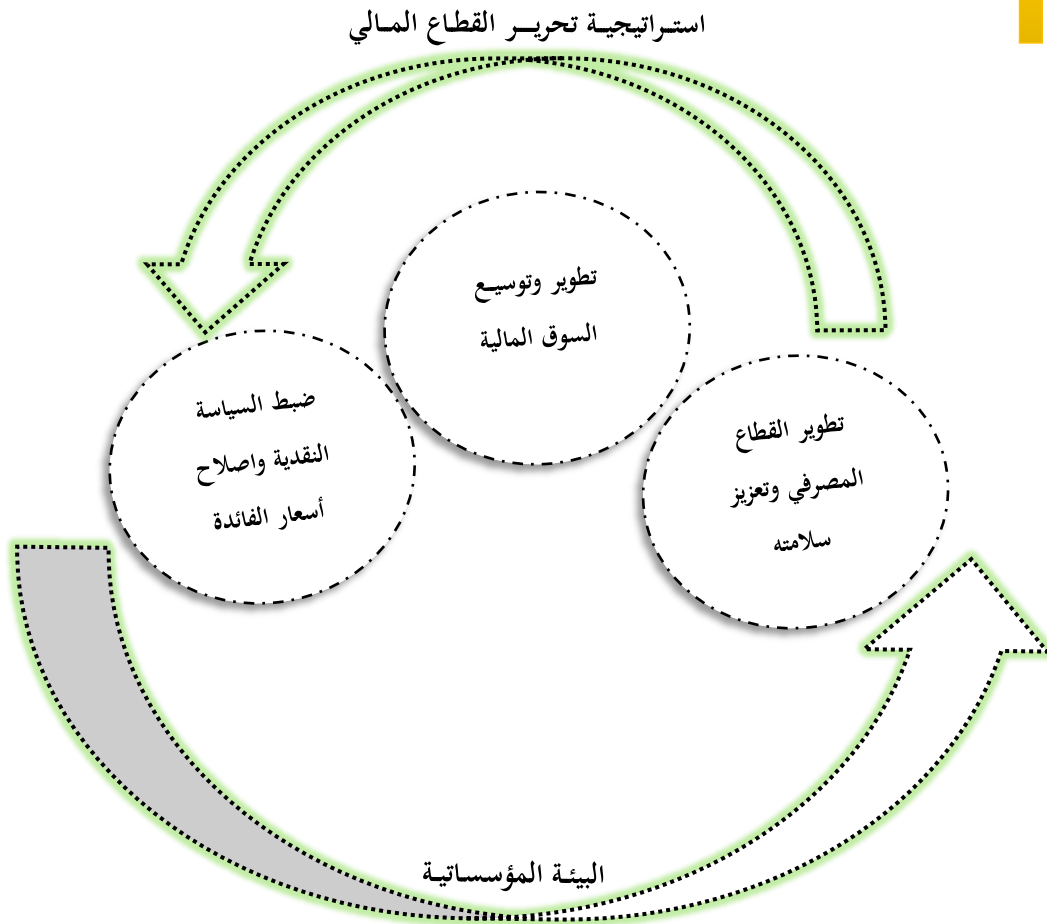 استراتيجية تحرير القطاع المالي
تطوير وتوسيع
السوق المالية
تطوير القطاع
المصرفي وتعزيز
سلامته
ضبط السياسة
النقدية واصلاح
أسعار الفائدة
البيئة المؤسساتية